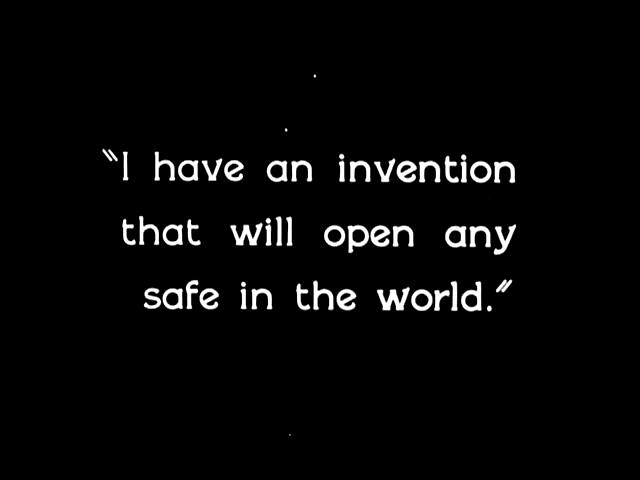 "I have an invention
that will open any
safe in the world."